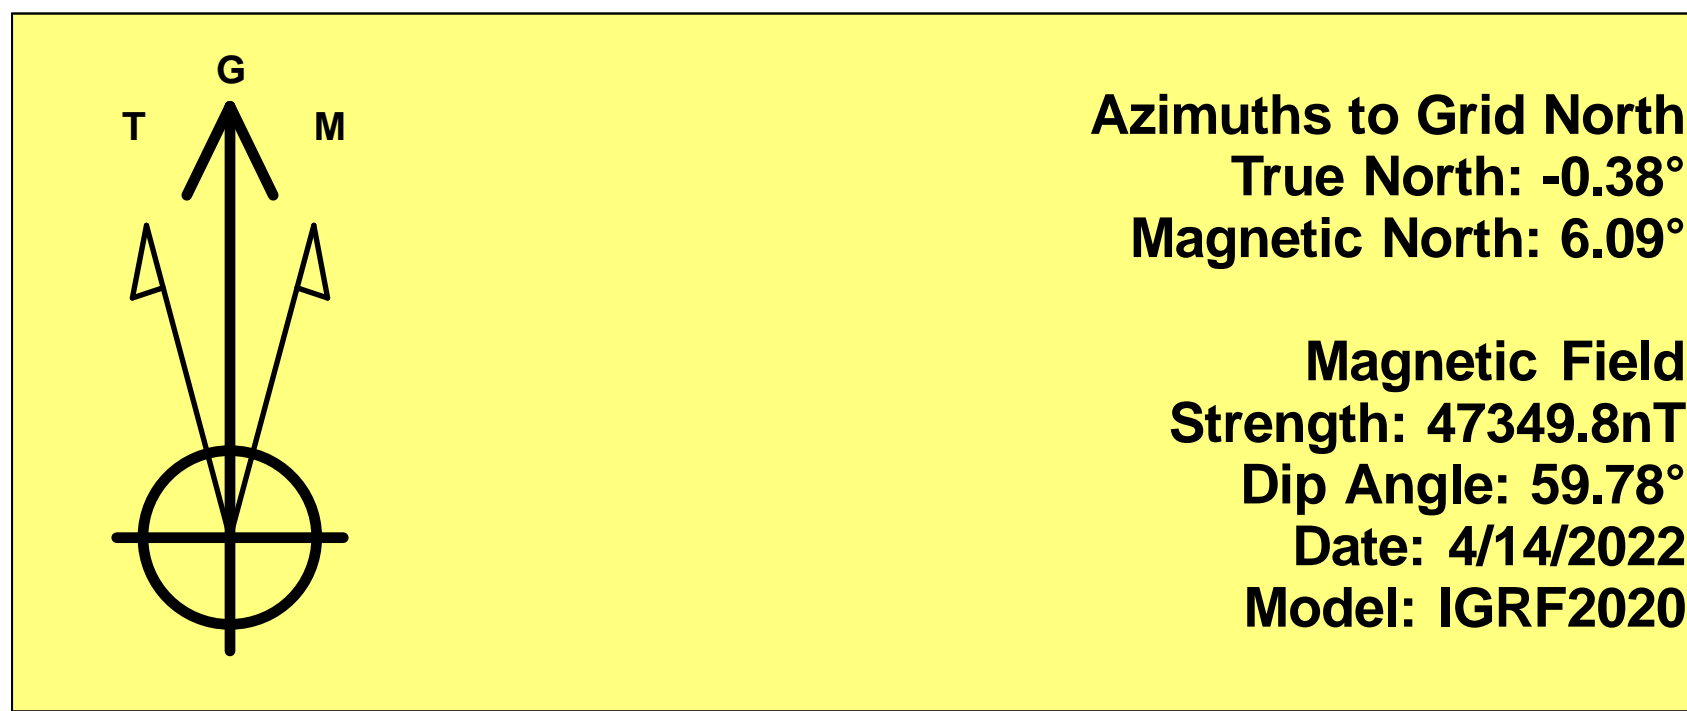 G
T M
Azimuths to Grid North
True North: -0.38°
Magnetic North: 6.09°
Magnetic Field
Strength: 47349.8nT
Dip Angle: 59.78°
Date: 4/14/2022
Model: IGRF2020